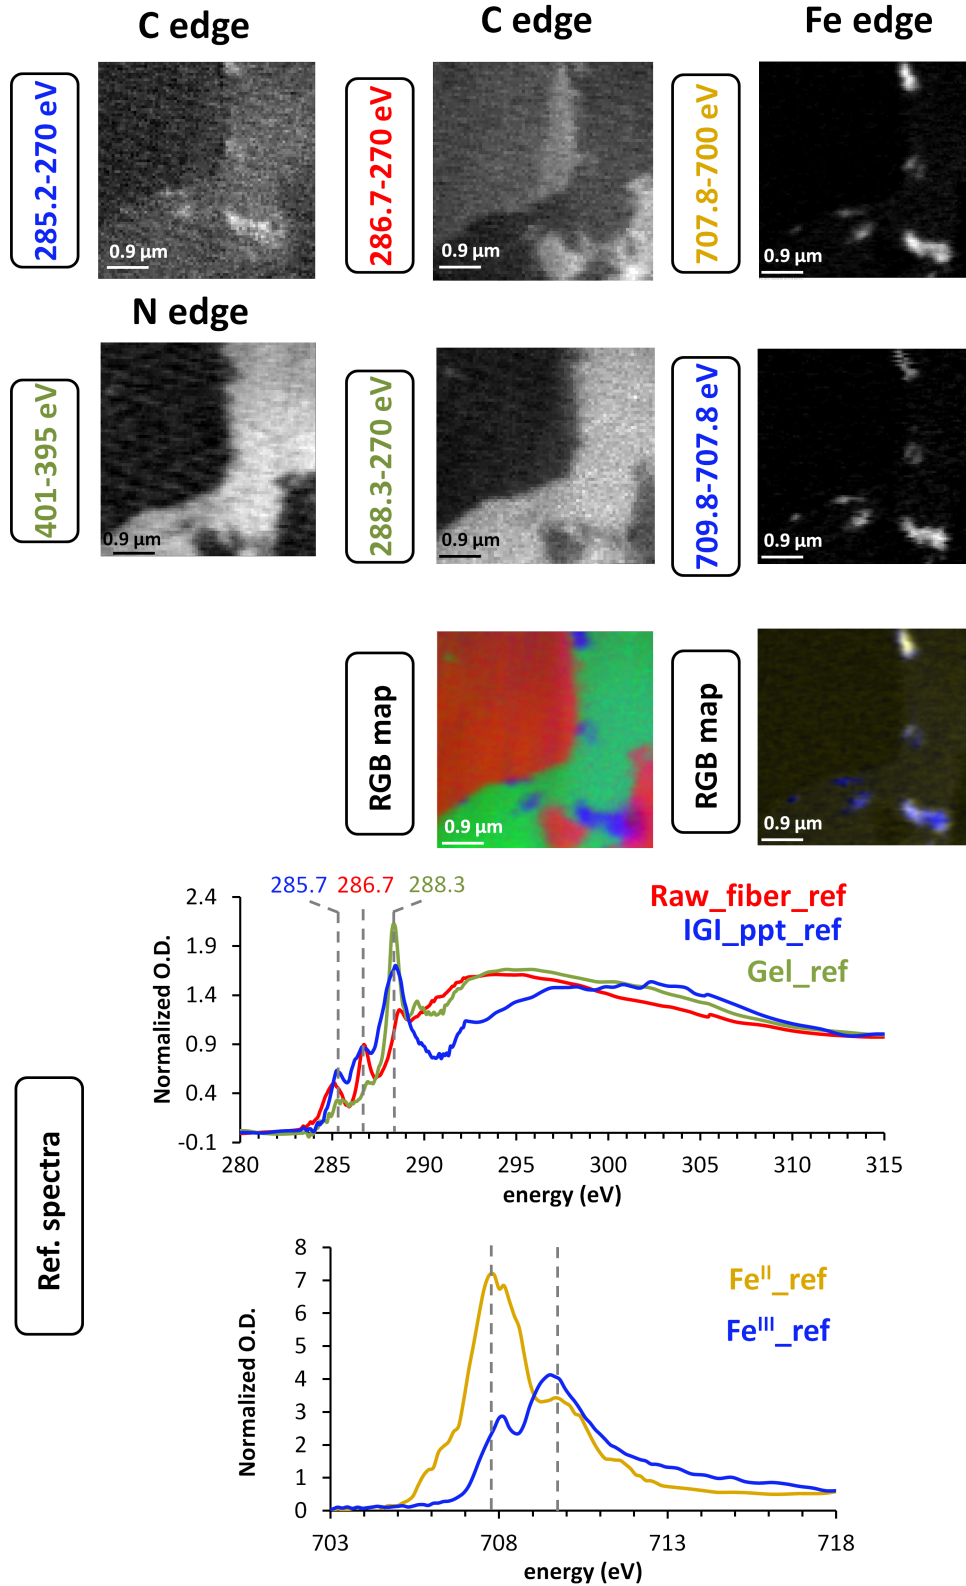 C edge
C edge
Fe edge
285.2-270 eV
0.9 µm
286.7-270 eV
0.9 µm
707.8-700 eV
0.9 µm
N edge
401-395 eV
0.9 µm
288.3-270 eV
0.9 µm
709.8-707.8 eV
0.9 µm
RGB map
0.9 µm
RGB map
0.9 µm
Ref. spectra
285.7 286.7 288.3
Raw_fiber_ref
IGI_ppt_ref
Gel_ref
Normalized O.D.
2.4
1.9
1.4
0.9
0.4
-0.1
280 285 290 295 300 305 310 315
energy (eV)
Fe^II_ref
Fe^III_ref
Normalized O.D.
8
7
6
5
4
3
2
1
0
703 708 713 718
energy (eV)